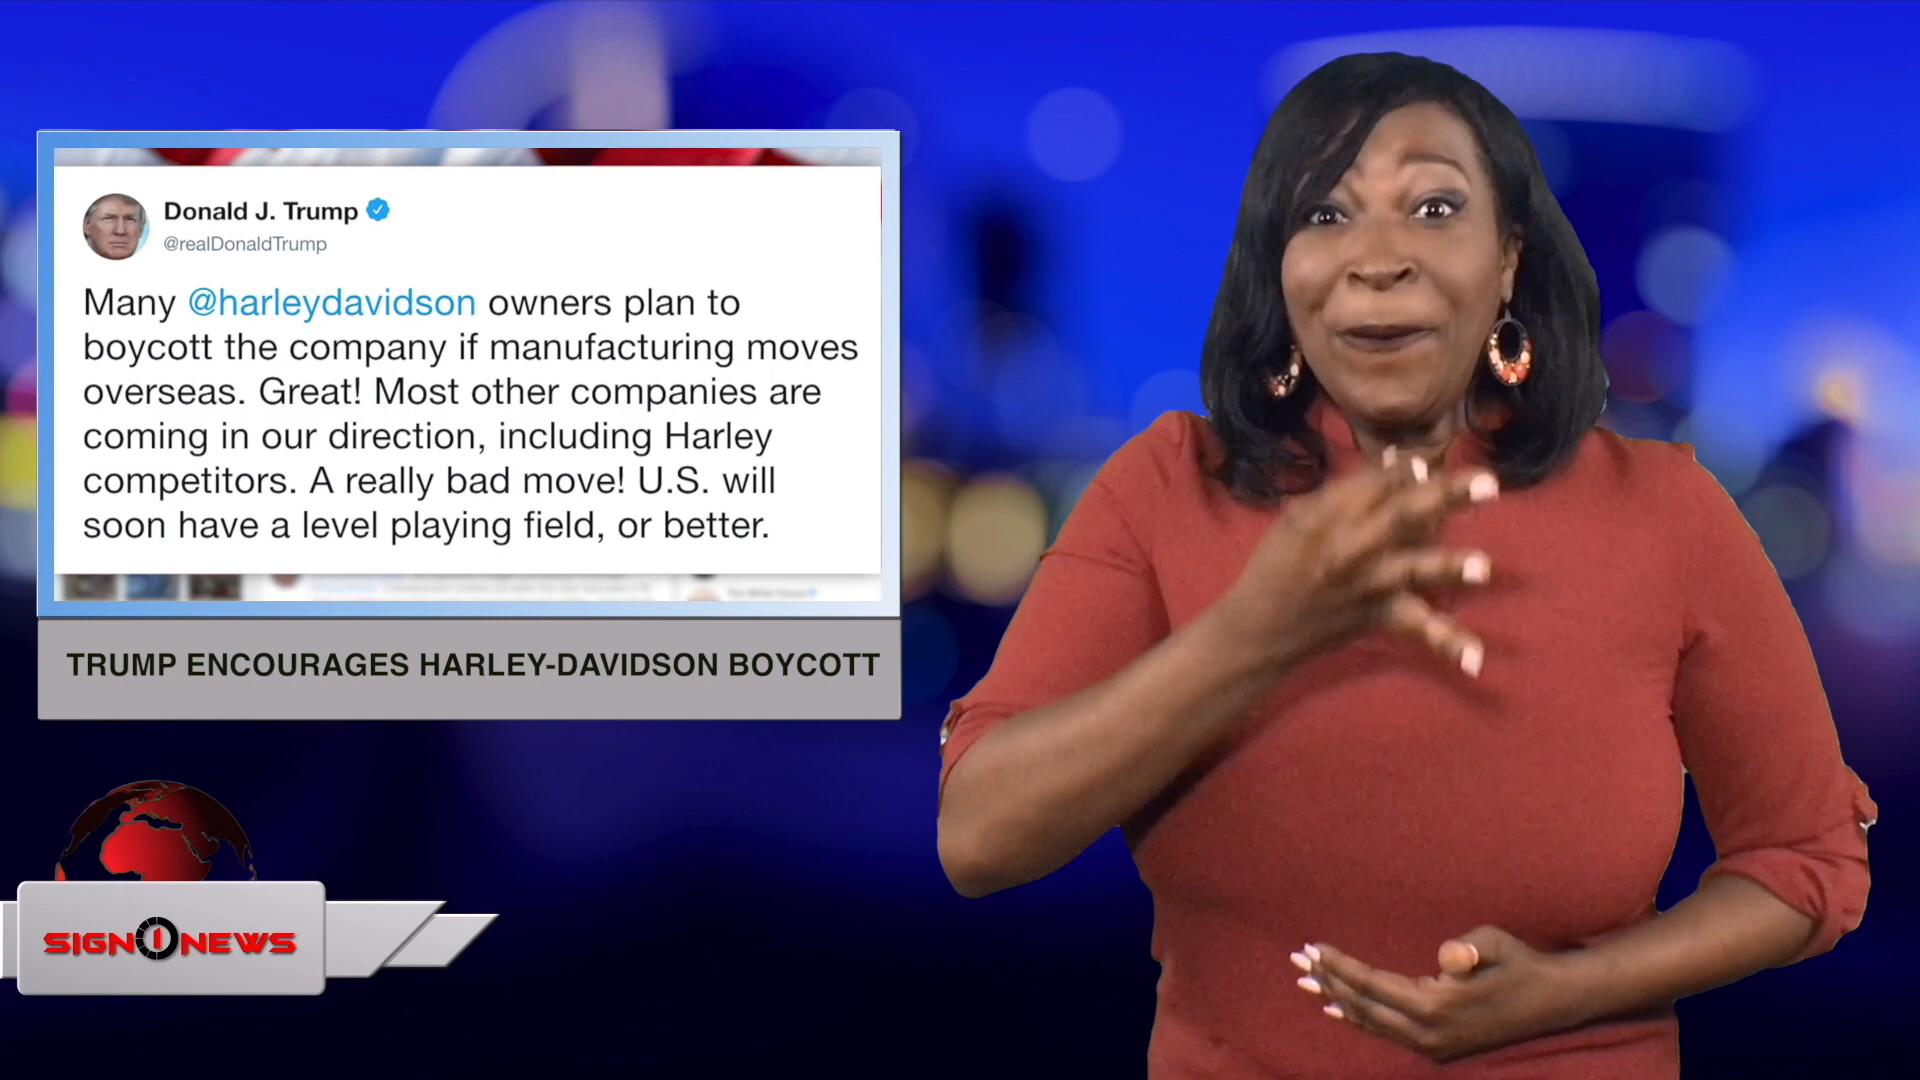 Donald J. Trump
@realDonaldTrump
Many @harleydavidson owners plan to
boycott the company if manufacturing moves
overseas. Great! Most other companies are
coming in our direction, including Harley
competitors. A really bad move! U.S. will
soon have a level playing field, or better.
TRUMP ENCOURAGES HARLEY-DAVIDSON BOYCOTT
SIGN1NEWS